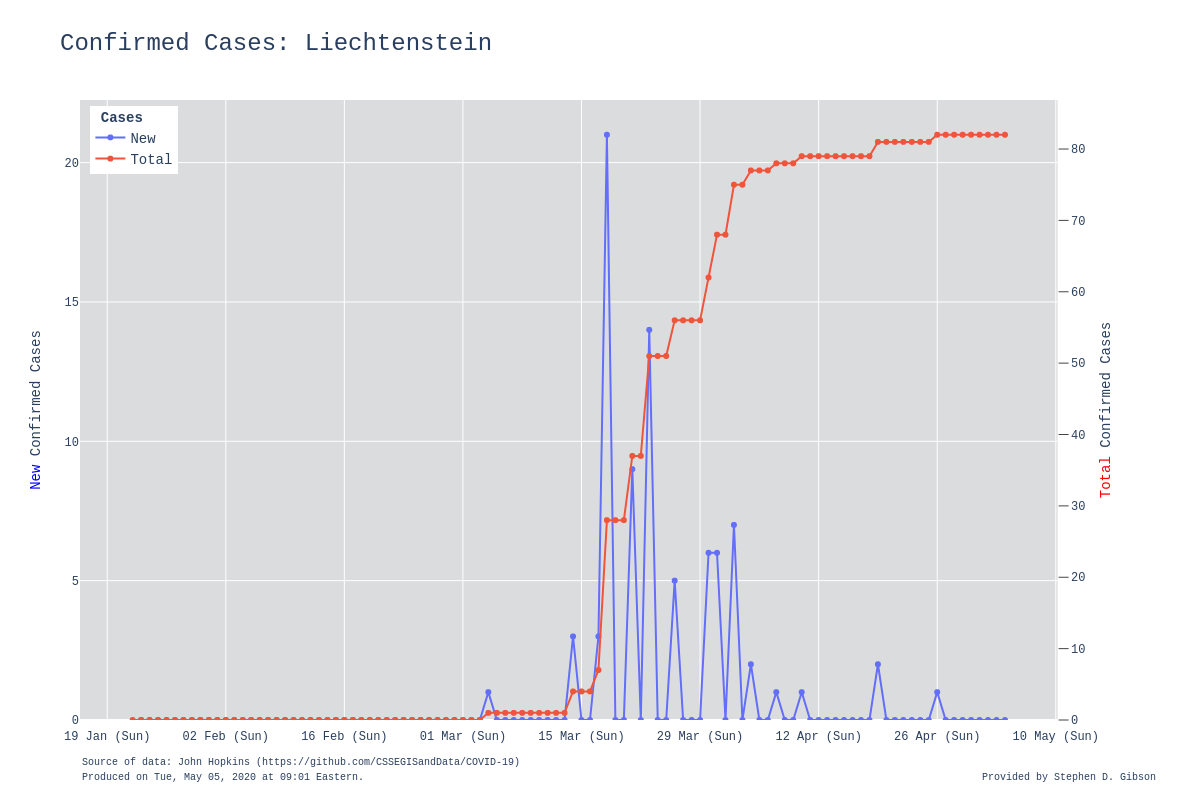 Confirmed Cases: Liechtenstein
Cases
New
Total
20
15
10
5
0
80
70
60
50
40
30
20
10
0
New Confirmed Cases
Total Confirmed Cases
19 Jan (Sun) 02 Feb (Sun) 16 Feb (Sun) 01 Mar (Sun) 15 Mar (Sun) 29 Mar (Sun) 12 Apr (Sun) 26 Apr (Sun) 10 May (Sun)
Source of data: John Hopkins (https://github.com/CSSEGISandData/COVID-19)
Produced on Tue, May 05, 2020 at 09:01 Eastern.
Provided by Stephen D. Gibson